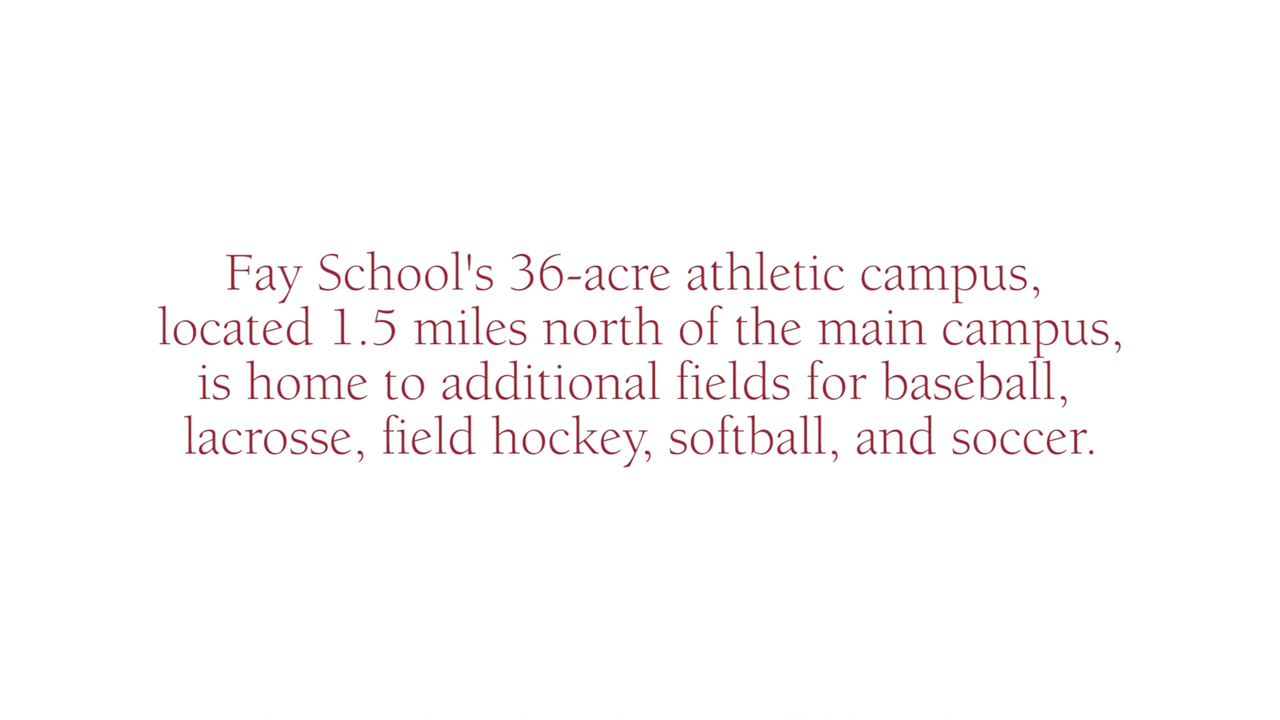 Fay School's 36-acre athletic campus,
located 1.5 miles north of the main campus,
is home to additional fields for baseball,
lacrosse, field hockey, softball, and soccer.